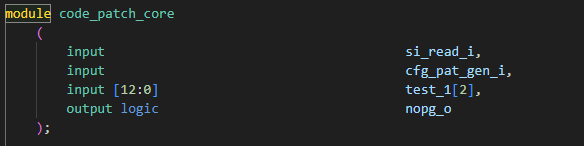 module code_patch_core
(
input si_read_i,
input cfg_pat_gen_i,
input [12:0] test_1[2],
output logic nopg_o
);